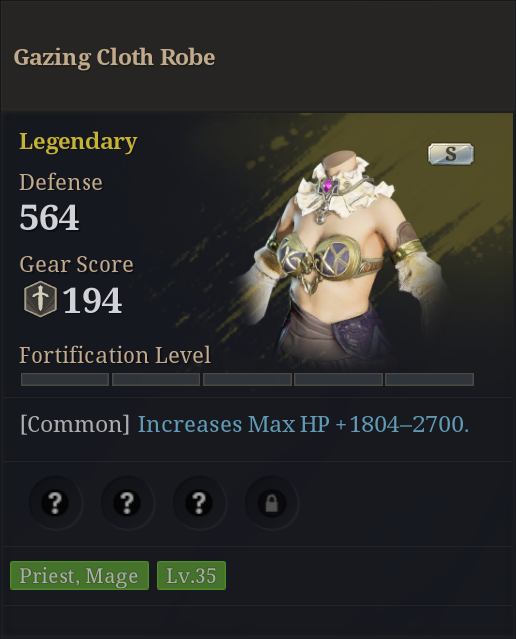 Gazing Cloth Robe
Legendary
S
Defense
564
Gear Score
194
Fortification Level
[Common] Increases Max HP +1804–2700.
? ? ?
Priest, Mage Lv.35